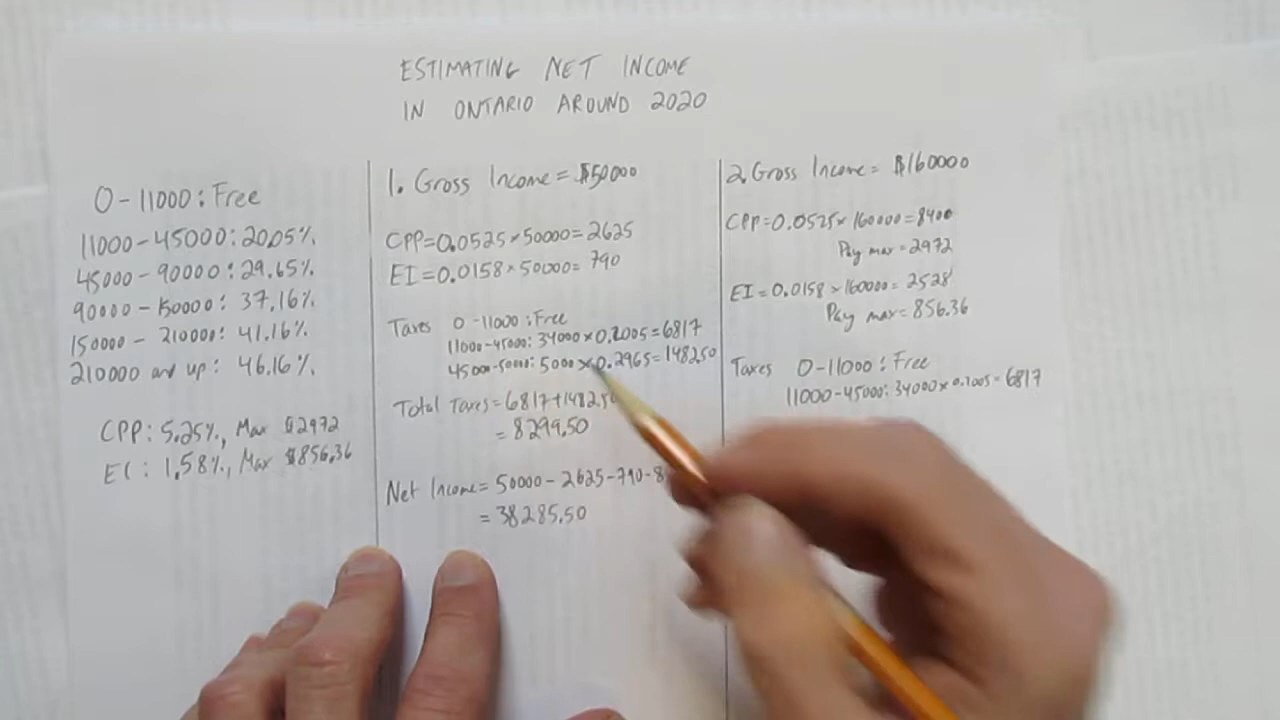 ESTIMATING NET INCOME
IN ONTARIO AROUND 2020
0-11000: Free
11000-45000: 20.05%
45000-90000: 29.65%
90000-150000: 37.16%
150000-210000: 41.16%
210000 and up: 46.16%
CPP: 5.25%, Max $2972
EI: 1.58%, Max $856.36
1. Gross Income = $50000
CPP=0.0525×50000=2625
EI=0.0158×50000=790
Taxes 0-11000: Free
11000-45000: 34000×0.2005=6817
45000-50000: 5000×0.2965=1482.50
Total Taxes=6817+1482.5
=8299.50
Net Income=50000-2625-790-8
=38285.50
2. Gross Income= $160000
CPP=0.0525×160000=8400
Pay max=2972
EI=0.0158×160000=2528
Pay max=856.36
Taxes 0-11000: Free
11000-45000: 34000×0.2005=6817